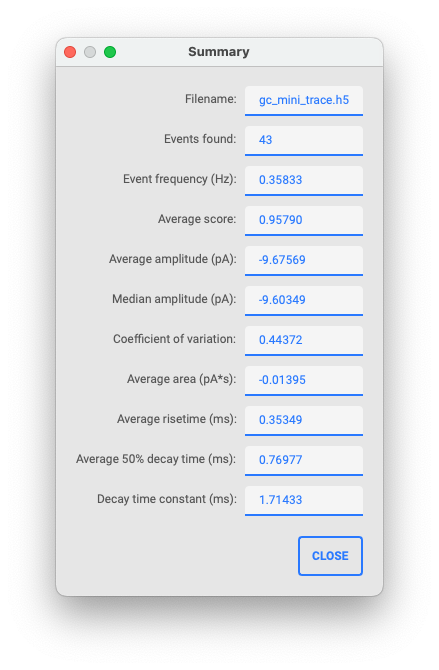 Summary
Filename: gc_mini_trace.h5
Events found: 43
Event frequency (Hz): 0.35833
Average score: 0.95790
Average amplitude (pA): -9.67569
Median amplitude (pA): -9.60349
Coefficient of variation: 0.44372
Average area (pA*s): -0.01395
Average risetime (ms): 0.35349
Average 50% decay time (ms): 0.76977
Decay time constant (ms): 1.71433
CLOSE